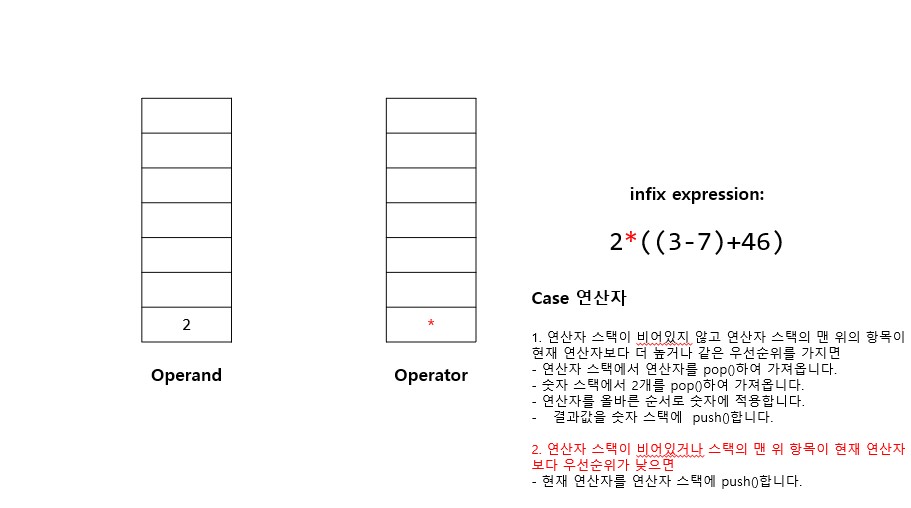 2
*
Operand
Operator
infix expression:
2*((3-7)+46)
Case 연산자
1. 연산자 스택이 비어있지 않고 연산자 스택의 맨 위의 항목이
현재 연산자보다 더 높거나 같은 우선순위를 가지면
- 연산자 스택에서 연산자를 pop()하여 가져옵니다.
- 숫자 스택에서 2개를 pop()하여 가져옵니다.
- 연산자를 올바른 순서로 숫자에 적용합니다.
- 결과값을 숫자 스택에 push()합니다.
2. 연산자 스택이 비어있거나 스택의 맨 위 항목이 현재 연산자
보다 우선순위가 낮으면
- 현재 연산자를 연산자 스택에 push()합니다.